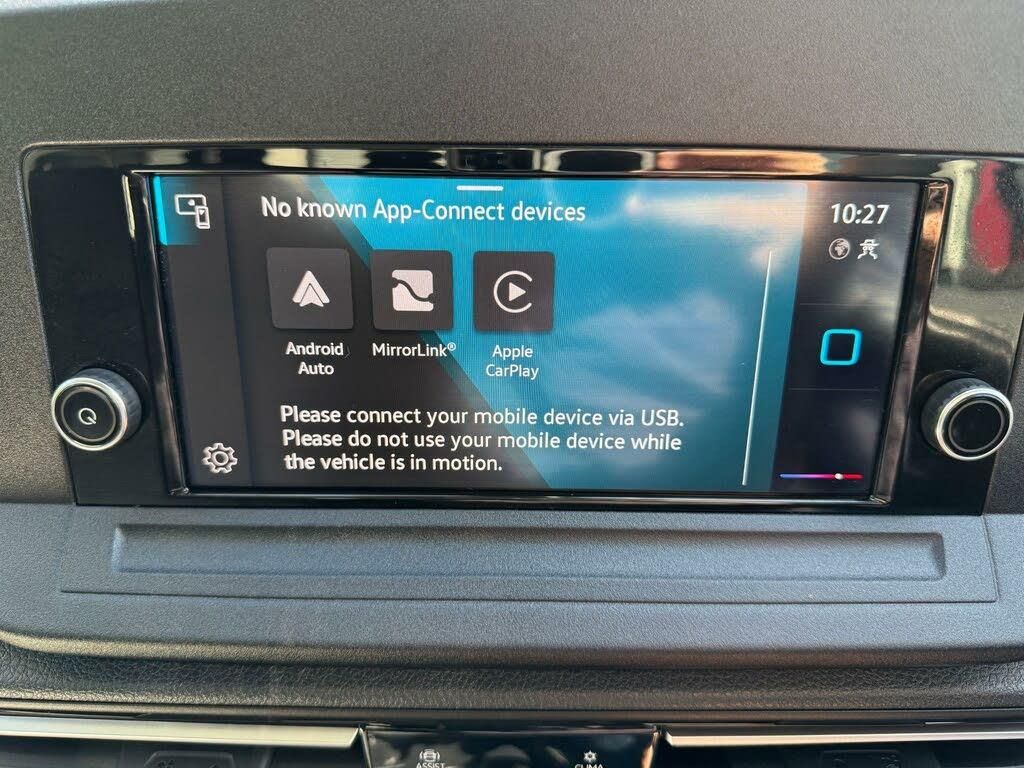 No known App-Connect devices
10:27
Android
Auto
MirrorLink®
Apple
CarPlay
Please connect your mobile device via USB.
Please do not use your mobile device while
the vehicle is in motion.
ASSIST
CLIMA